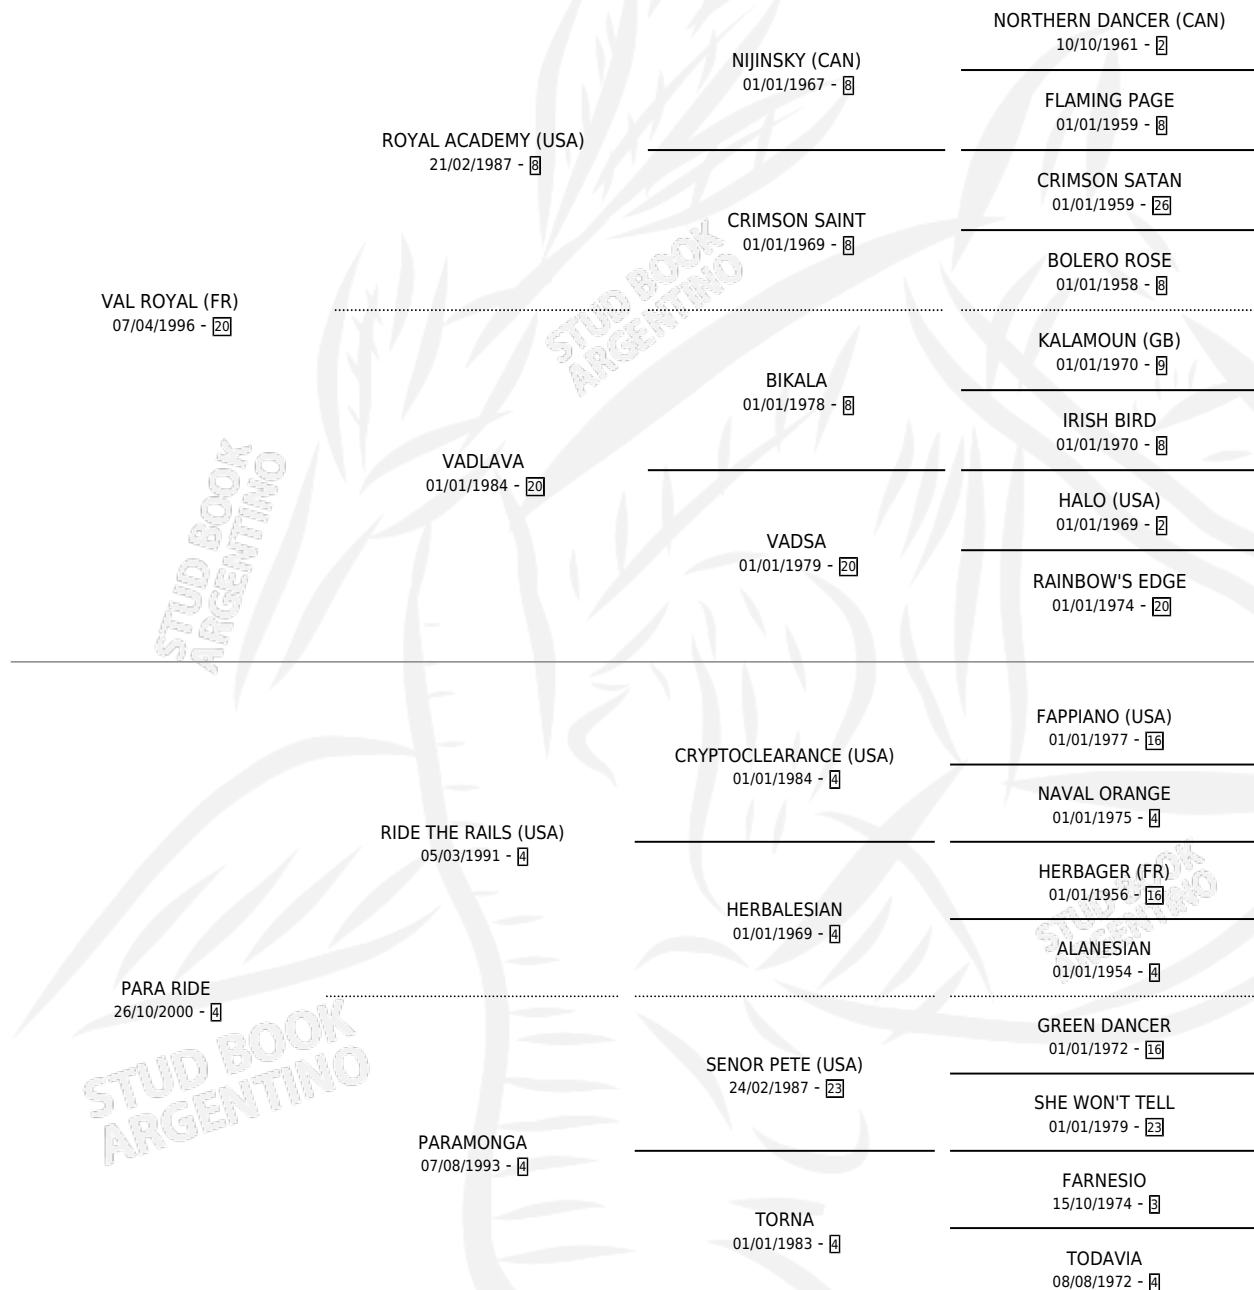 NORTHERN DANCER (CAN)
10/10/1961 - 2
NIJINSKY (CAN)
01/01/1967 - 8
FLAMING PAGE
01/01/1959 - 8
ROYAL ACADEMY (USA)
21/02/1987 - 8
CRIMSON SATAN
01/01/1959 - 26
CRIMSON SAINT
01/01/1969 - 8
BOLERO ROSE
01/01/1958 - 8
VAL ROYAL (FR)
07/04/1996 - 20
KALAMOUN (GB)
01/01/1970 - 9
BIKALA
01/01/1978 - 8
IRISH BIRD
01/01/1970 - 8
VADLAVA
01/01/1984 - 20
HALO (USA)
01/01/1969 - 2
VADSA
01/01/1979 - 20
RAINBOW'S EDGE
01/01/1974 - 20
FAPPIANO (USA)
01/01/1977 - 16
CRYPTOCLEARANCE (USA)
01/01/1984 - 4
NAVAL ORANGE
01/01/1975 - 4
RIDE THE RAILS (USA)
05/03/1991 - 4
HERBAGER (FR)
01/01/1956 - 16
HERBALESIAN
01/01/1969 - 4
ALANESIAN
01/01/1954 - 4
PARA RIDE
26/10/2000 - 4
GREEN DANCER
01/01/1972 - 16
SENOR PETE (USA)
24/02/1987 - 23
SHE WON'T TELL
01/01/1979 - 23
PARAMONGA
07/08/1993 - 4
FARNESIO
15/10/1974 - 3
TORNA
01/01/1983 - 4
TODAVIA
08/08/1972 - 4
STUD BOOK
ARGENTINO
STUD BOOK
ARGENTINO
STUD BOOK
ARGENTINO
STUD BOOK
ARGENTINO